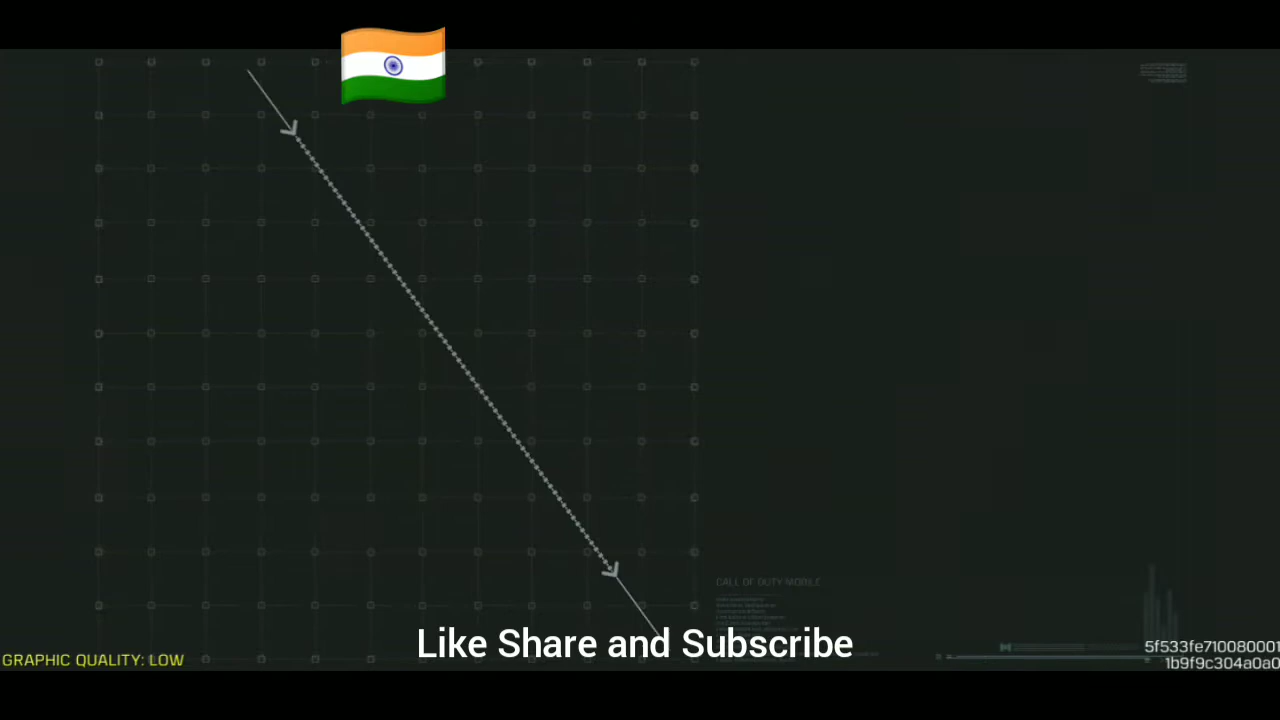 CALL OF DUTY MOBILE
Like Share and Subscribe
GRAPHIC QUALITY: LOW
5f533fe710080001
1b9f9c304a0a0